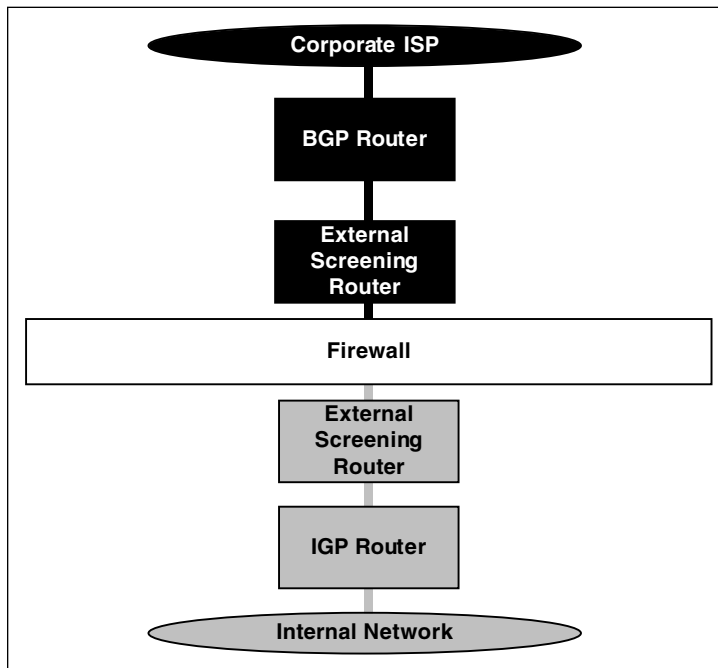 Corporate ISP
BGP Router
External
Screening
Router
Firewall
External
Screening
Router
IGP Router
Internal Network